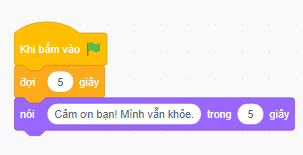 Khi bấm vào
đợi 5 giây
nói Cảm ơn bạn! Mình vẫn khỏe. trong 5 giây